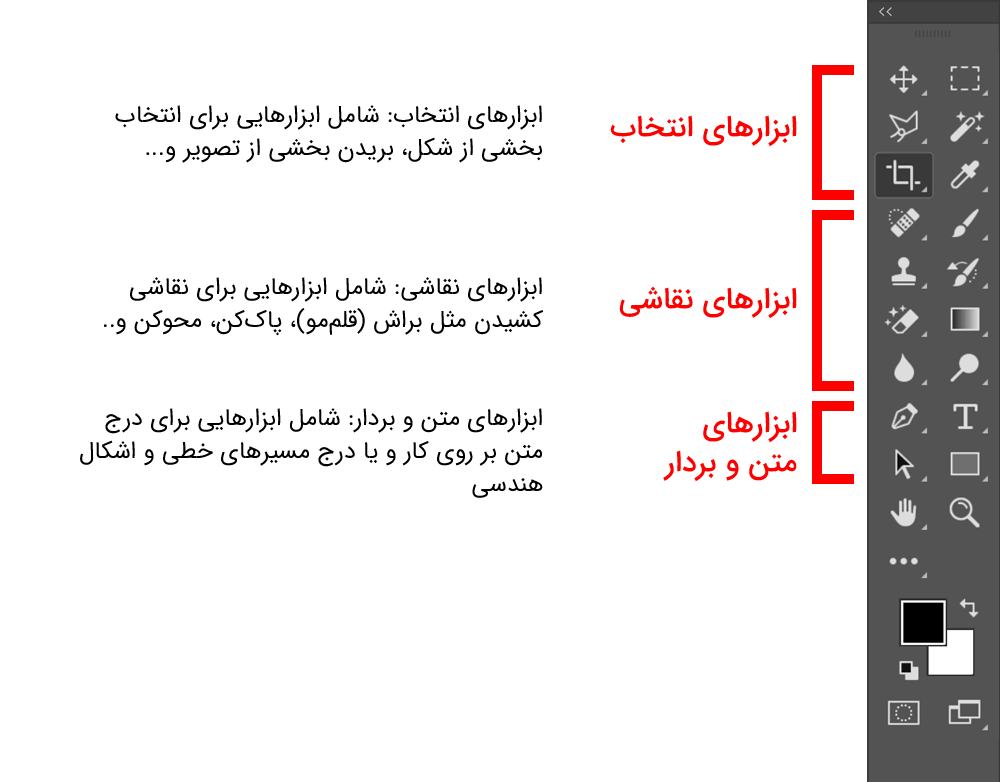 ابزارهای انتخاب
ابزارهای انتخاب: شامل ابزارهایی برای انتخاب
بخشی از شکل، بریدن بخشی از تصویر و...
ابزارهای نقاشی
ابزارهای نقاشی: شامل ابزارهایی برای نقاشی
کشیدن مثل براش (قلم‌مو)، پاک‌کن، محوکن و..
ابزارهای
متن و بردار
ابزارهای متن و بردار: شامل ابزارهایی برای درج
متن بر روی کار و یا درج مسیرهای خطی و اشکال
هندسی